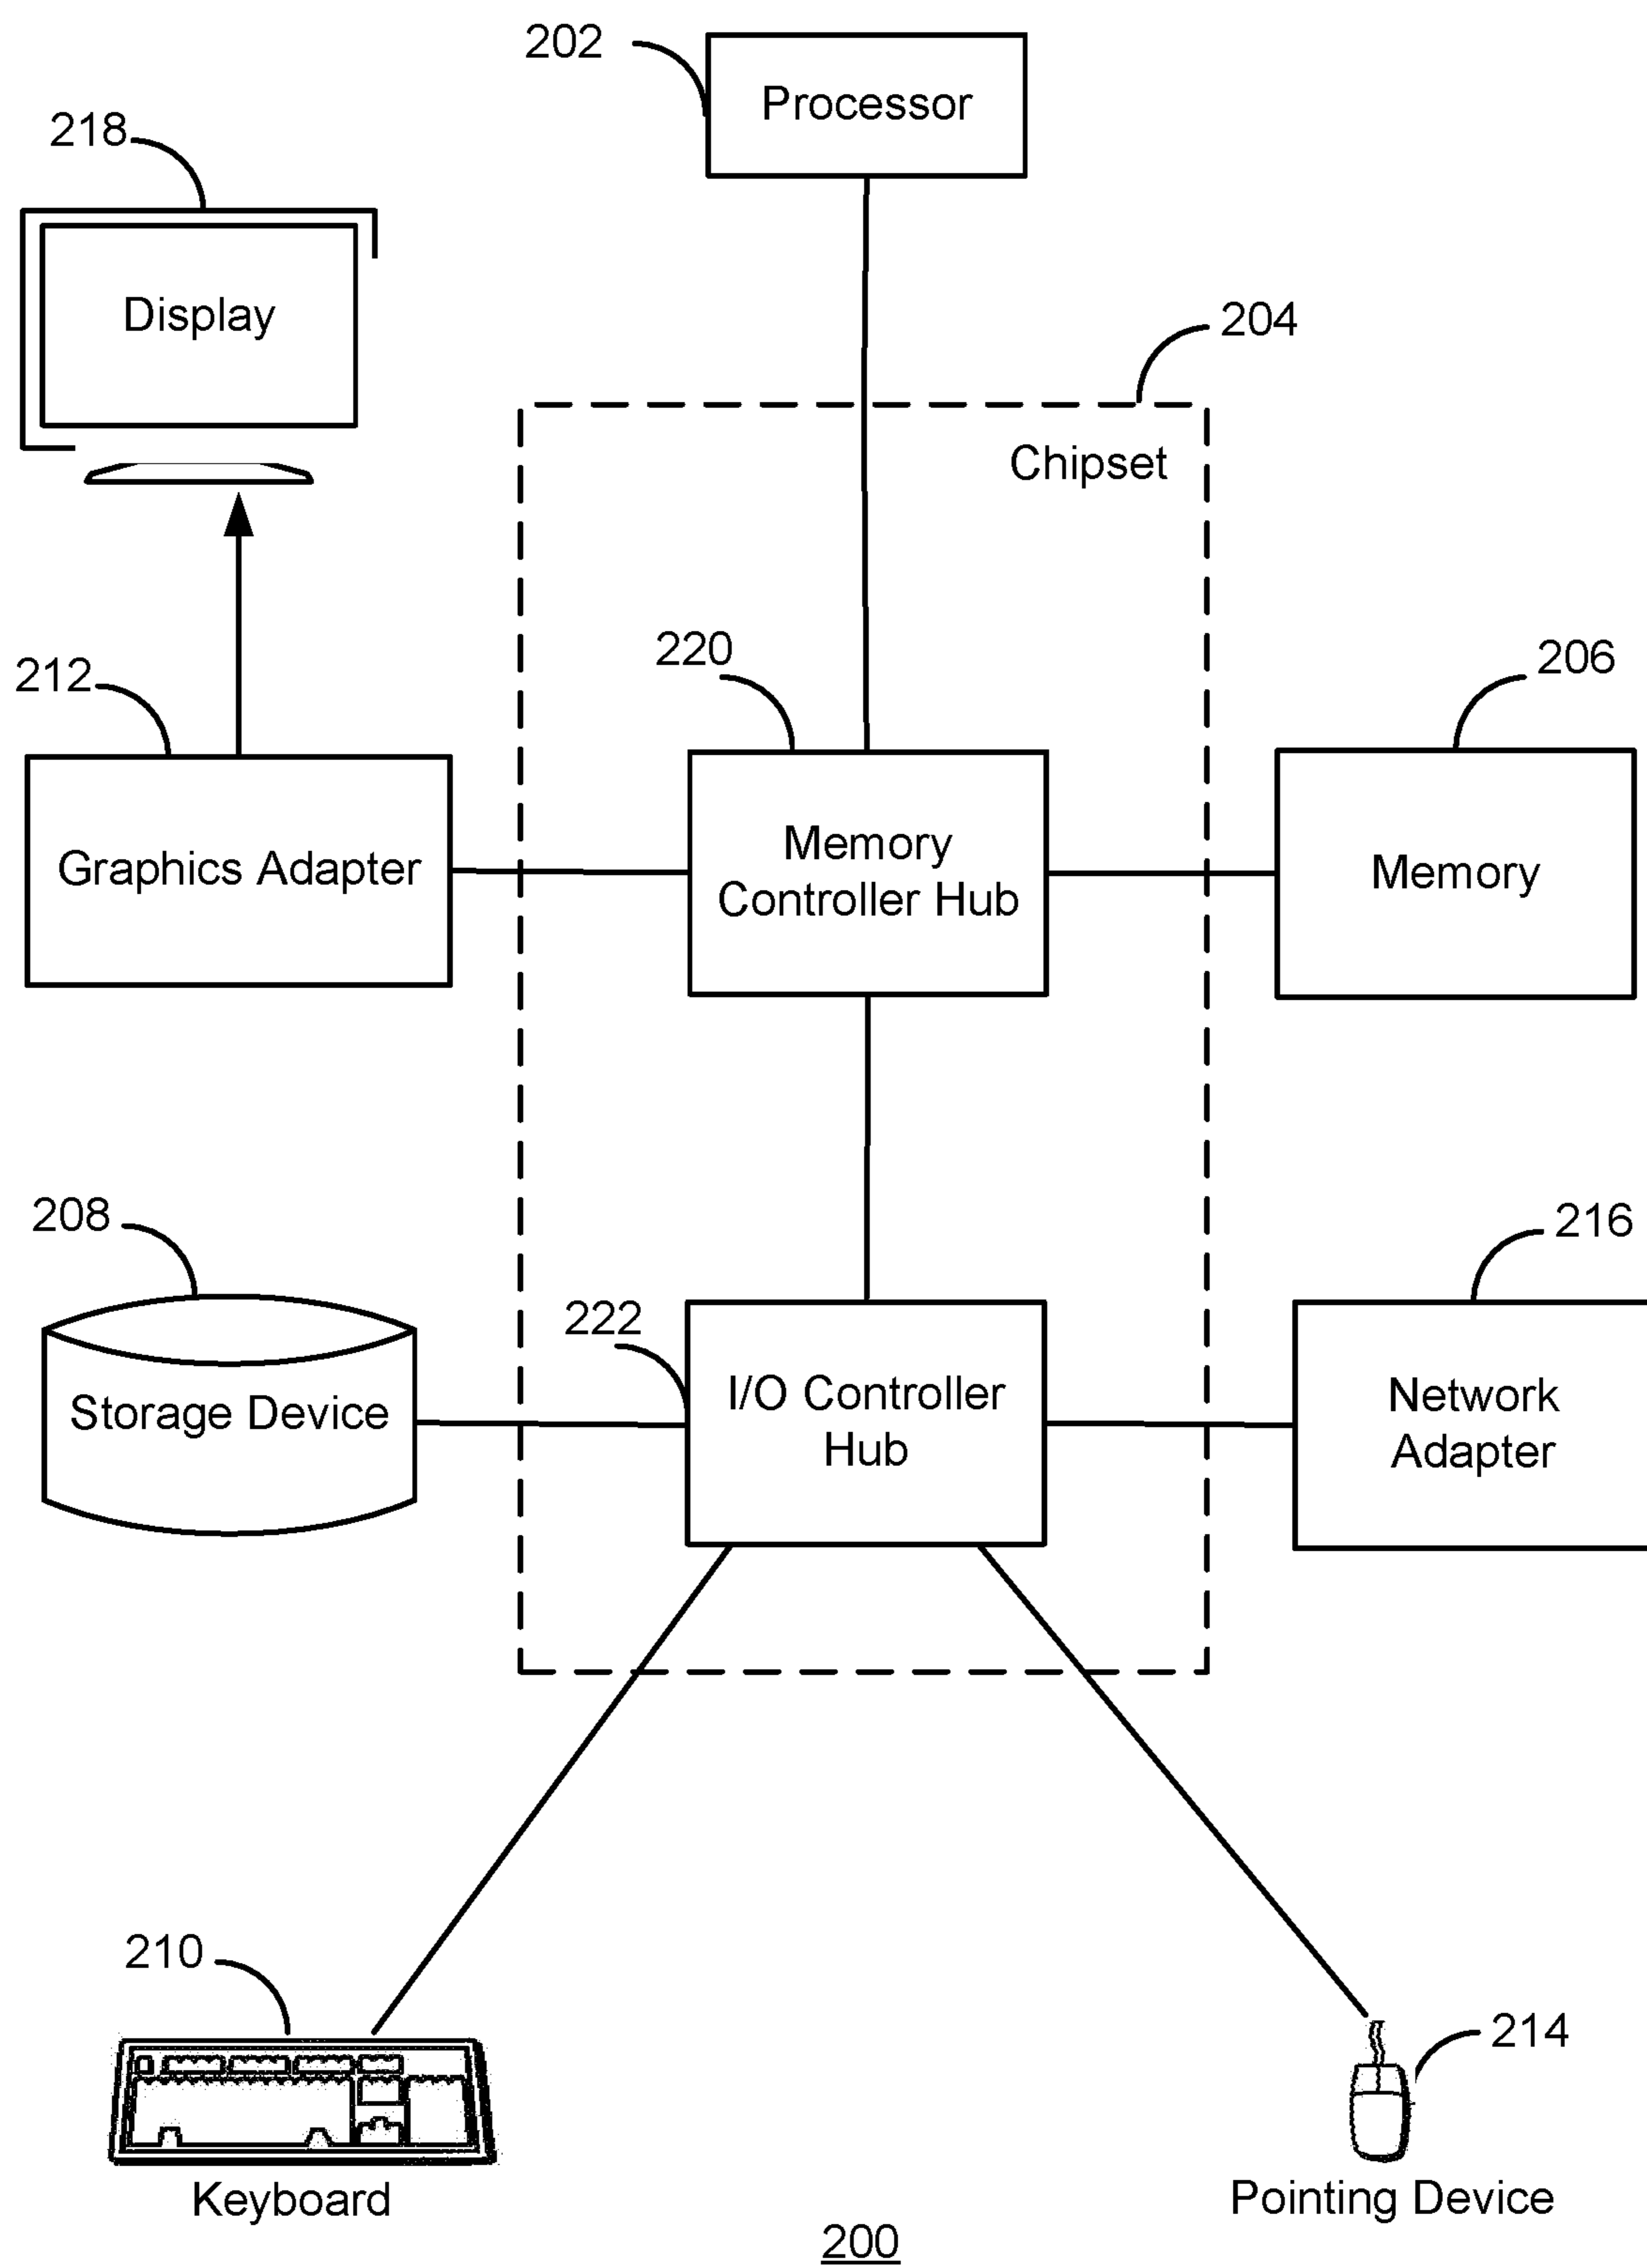 202
Processor
218
Display
204
Chipset
212
220
206
Graphics Adapter
Memory
Controller Hub
Memory
208
222
216
Storage Device
I/O Controller
Hub
Network
Adapter
210
214
Keyboard
Pointing Device
200